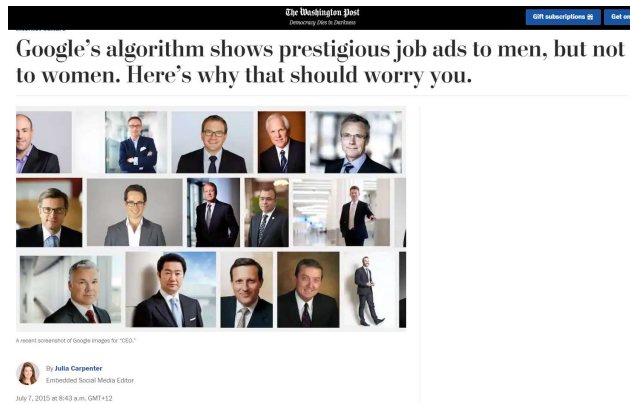 The Washington Post
Democracy Dies in Darkness
Gift subscriptions
Get on
Google's algorithm shows prestigious job ads to men, but not
to women. Here's why that should worry you.
A recent screenshot of Google images for "CEO."
By Julia Carpenter
Embedded Social Media Editor
July 7, 2015 at 8:43 a.m. GMT+12